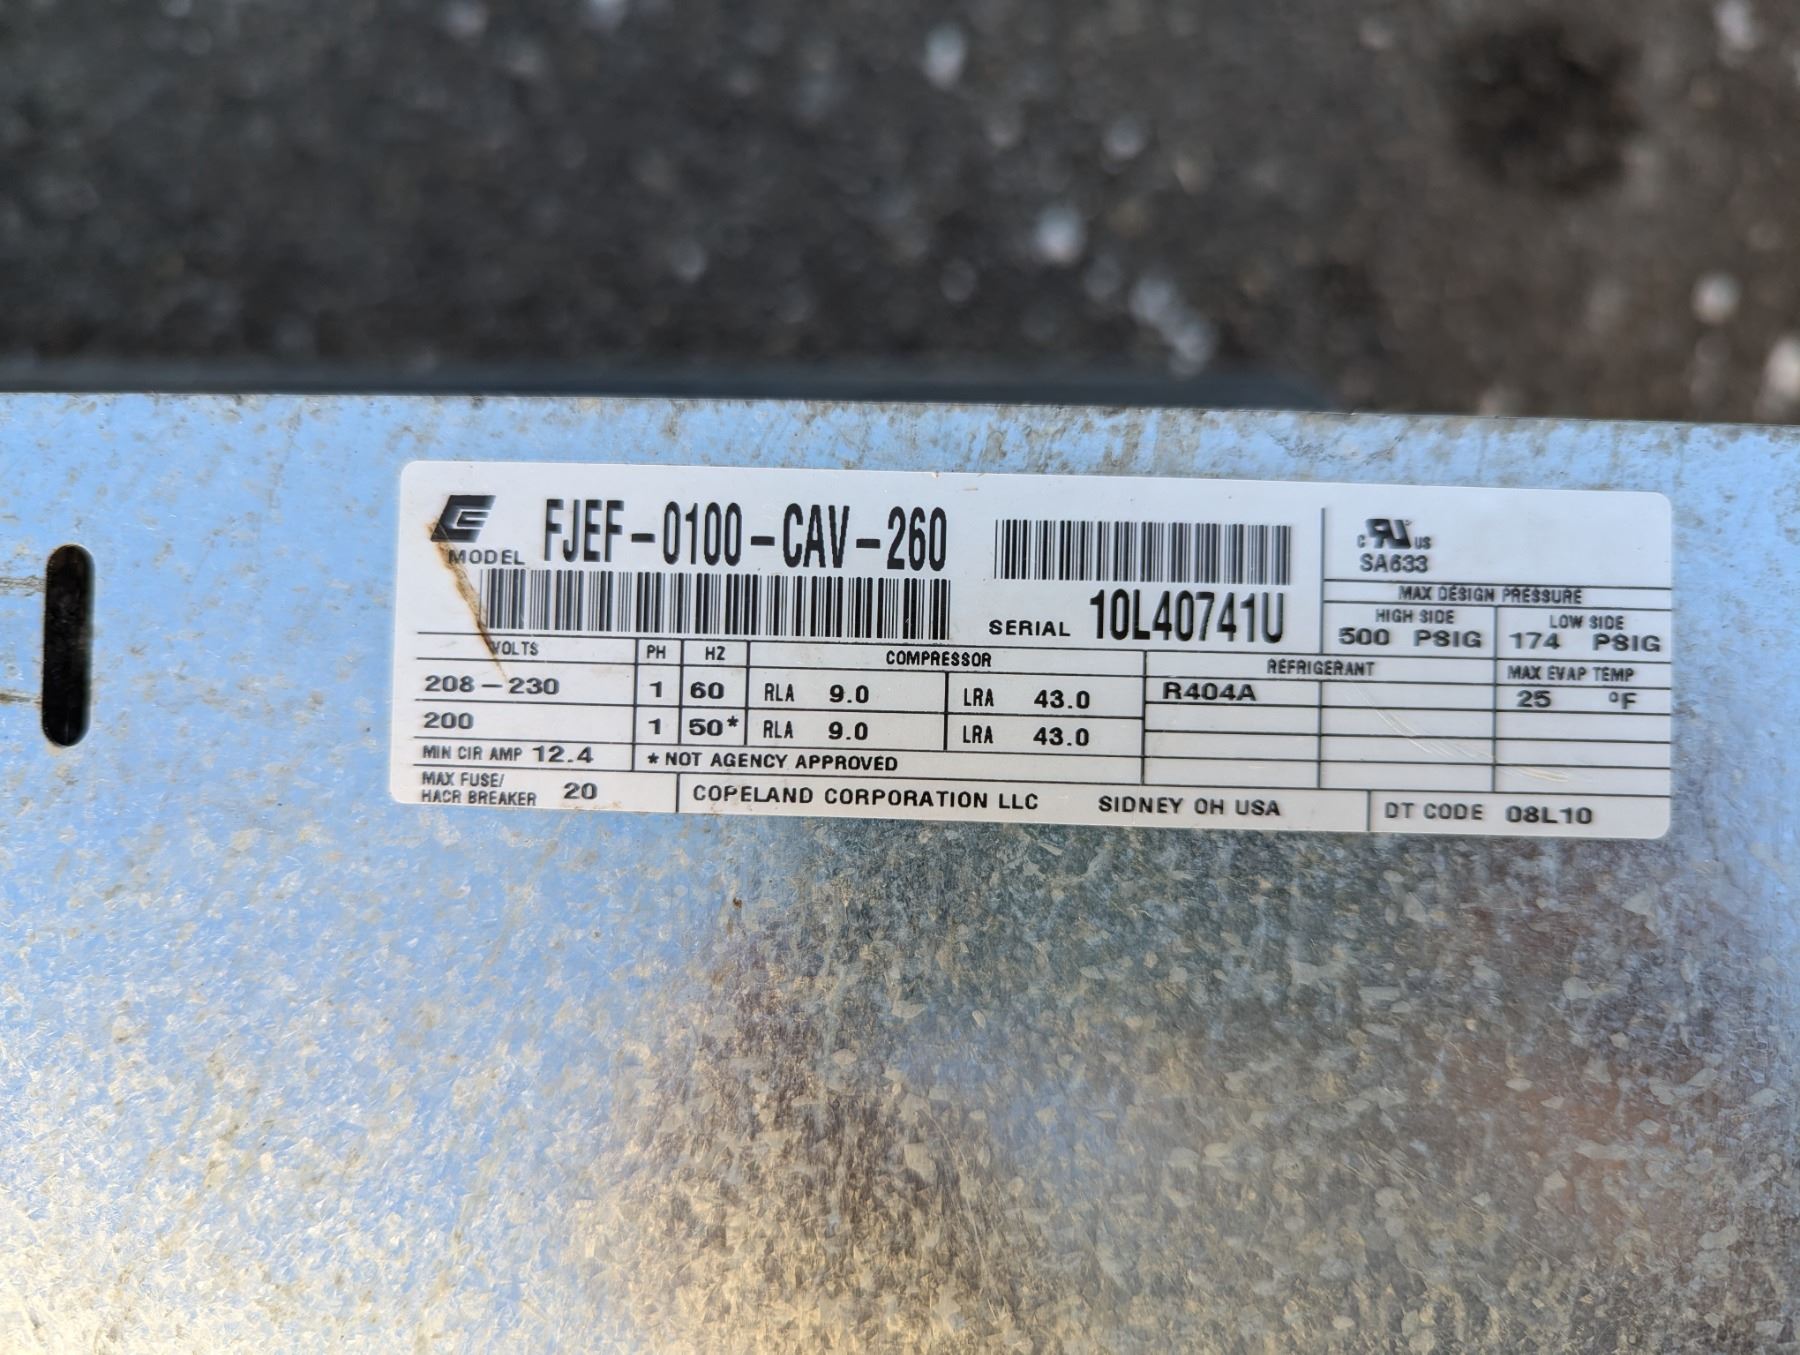 MODEL FJEF-0100-CAV-260
SERIAL 10L40741U
C UL US
SA633
MAX DESIGN PRESSURE
HIGH SIDE LOW SIDE
500 PSIG 174 PSIG
VOLTS PH HZ COMPRESSOR REFRIGERANT MAX EVAP TEMP
208-230 1 60 RLA 9.0 LRA 43.0 R404A 25 °F
200 1 50* RLA 9.0 LRA 43.0
MIN CIR AMP 12.4 * NOT AGENCY APPROVED
MAX FUSE/
HACR BREAKER 20 COPELAND CORPORATION LLC SIDNEY OH USA DT CODE 08L10